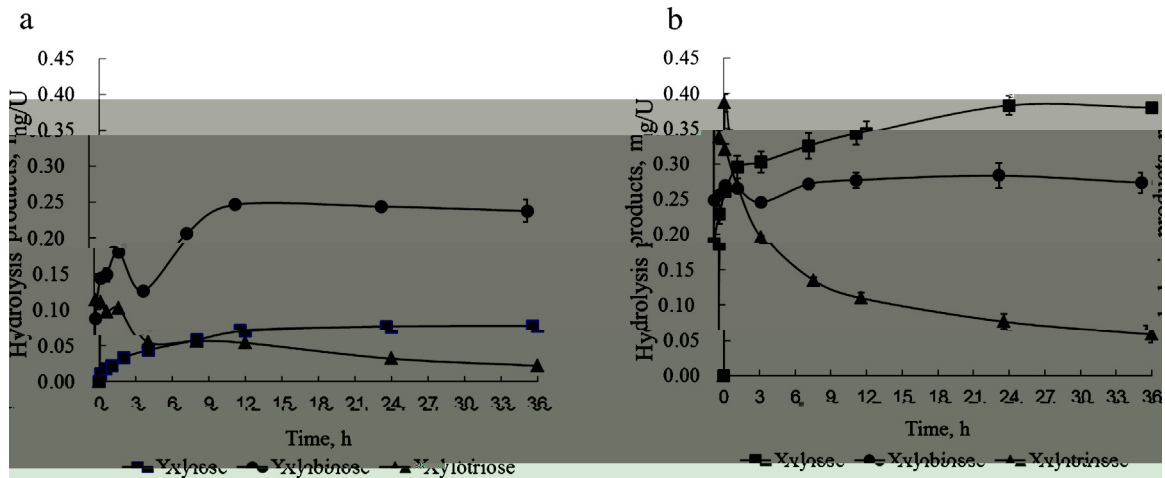 a
b
0.45
0.40
0.35
0.25
0.20
0.15
0.10
0.05
0.00
Hydrolysis products, mg/U
0 3 6 9 12 15 18 21 24 27 30 33 36
Time, h
Xylose Xylobiose Xylotriose
0.45
0.40
0.35
0.30
0.25
0.20
0.15
0.10
0.05
0.00
Hydrolysis products, mg/U
0 3 6 9 12 15 18 21 24 27 30 33 36
Time, h
Xylose Xylobiose Xylotriose
products